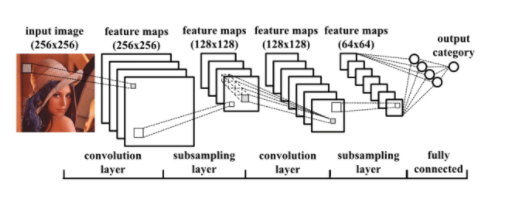 input image
(256x256)
feature maps
(256x256)
feature maps
(128x128)
feature maps
(128x128)
feature maps
(64x64)
output
category
convolution
layer
subsampling
layer
convolution
layer
subsampling
layer
fully
connected